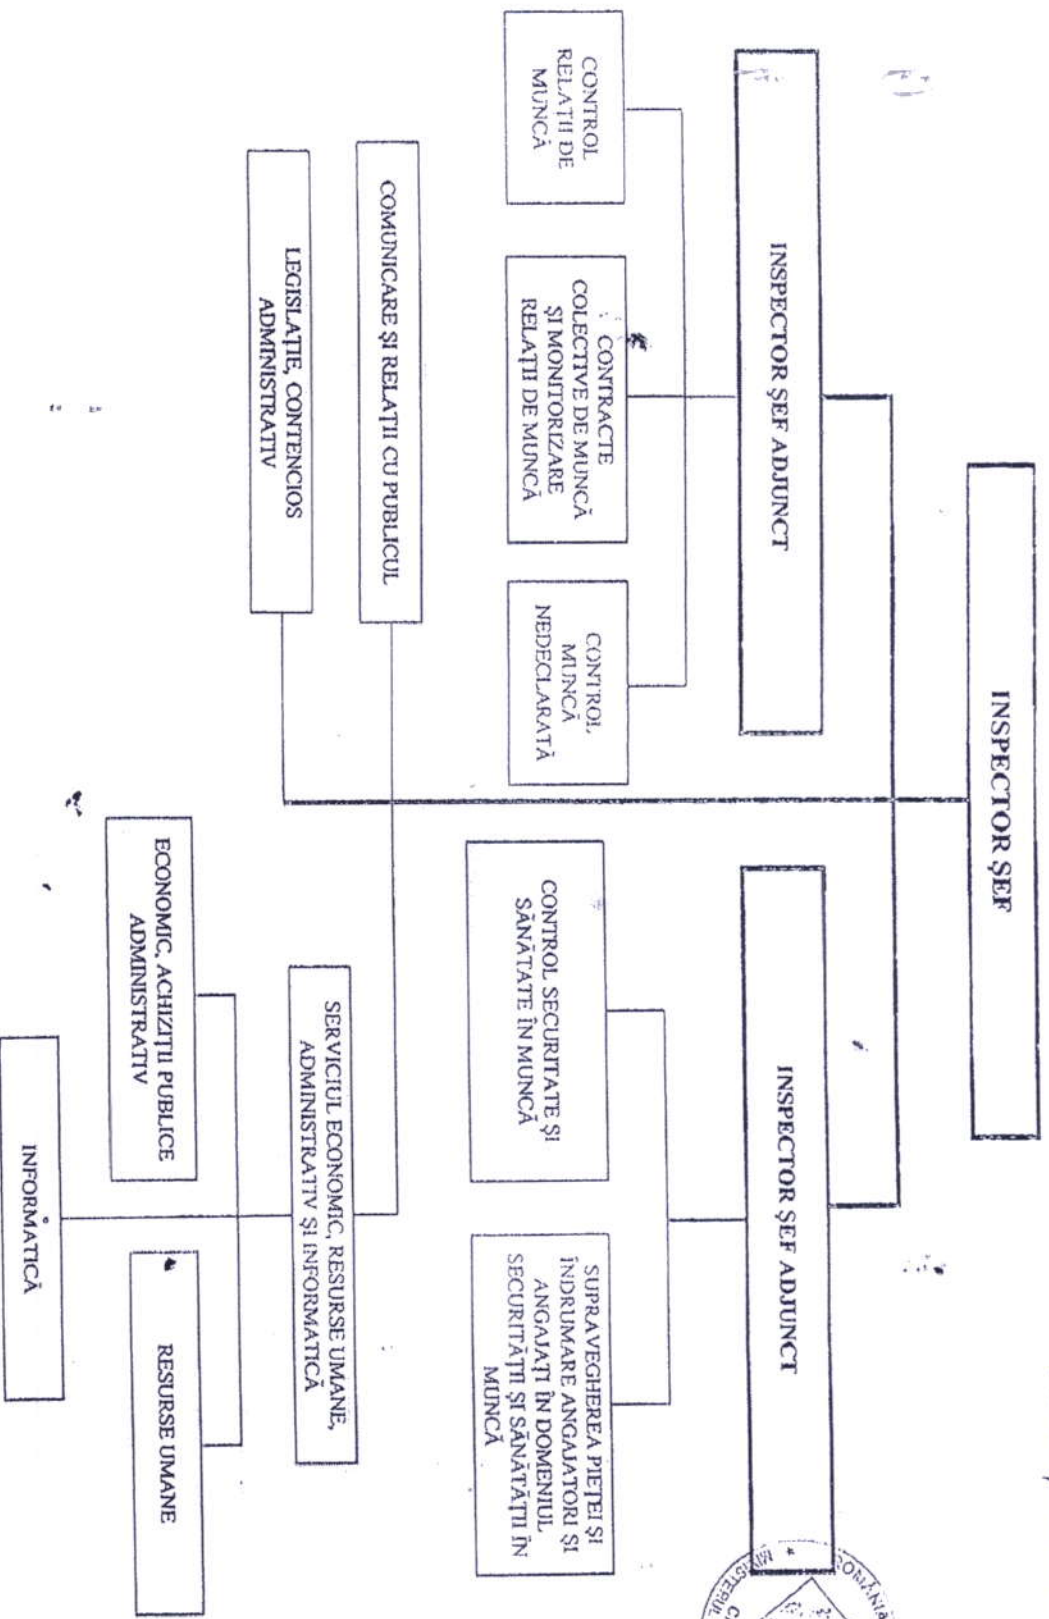 INSPECTOR ŞEF
INSPECTOR ŞEF ADJUNCT
INSPECTOR ŞEF ADJUNCT
CONTROL
RELAŢII DE
MUNCĂ
CONTRACTE
COLECTIVE DE MUNCĂ
ŞI MONITORIZARE
RELAŢII DE MUNCĂ
CONTROL
MUNCĂ
NEDECLARATĂ
CONTROL SECURITATE ŞI
SĂNĂTATE ÎN MUNCĂ
SUPRAVEGHEREA PIEŢEI ŞI
ÎNDRUMARE ANGAJATORI ŞI
ANGAJAŢI ÎN DOMENIUL
SECURITĂŢII ŞI SĂNĂTĂŢII ÎN
MUNCĂ
COMUNICARE ŞI RELAŢII CU PUBLICUL
SERVICIUL ECONOMIC, RESURSE UMANE,
ADMINISTRATIV ŞI INFORMATICĂ
LEGISLAŢIE, CONTENCIOS
ADMINISTRATIV
ECONOMIC, ACHIZIŢII PUBLICE
ADMINISTRATIV
RESURSE UMANE
INFORMATICĂ